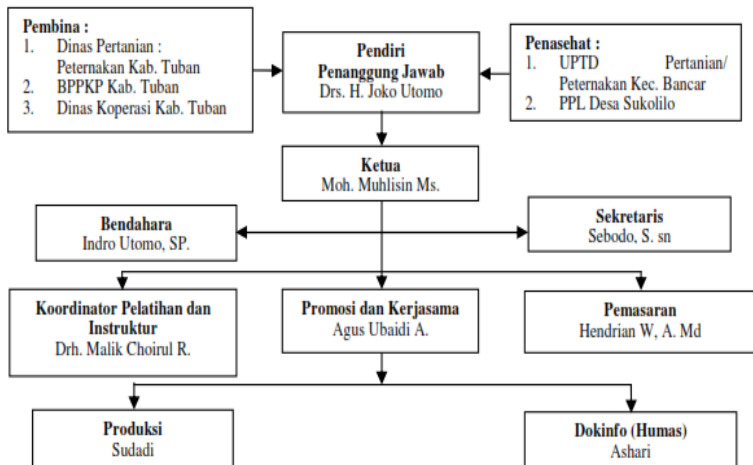 Pembina :
1. Dinas Pertanian :
Peternakan Kab. Tuban
2. BPPKP Kab. Tuban
3. Dinas Koperasi Kab. Tuban
Pendiri
Penanggung Jawab
Drs. H. Joko Utomo
Penasehat :
1. UPTD Pertanian/
Peternakan Kec. Bancar
2. PPL Desa Sukolilo
Ketua
Moh. Muhlisin Ms.
Bendahara
Indro Utomo, SP.
Sekretaris
Sebodo, S. sn
Koordinator Pelatihan dan
Instruktur
Drh. Malik Choirul R.
Promosi dan Kerjasama
Agus Ubaidi A.
Pemasaran
Hendrian W, A. Md
Produksi
Sudadi
Dokinfo (Humas)
Ashari